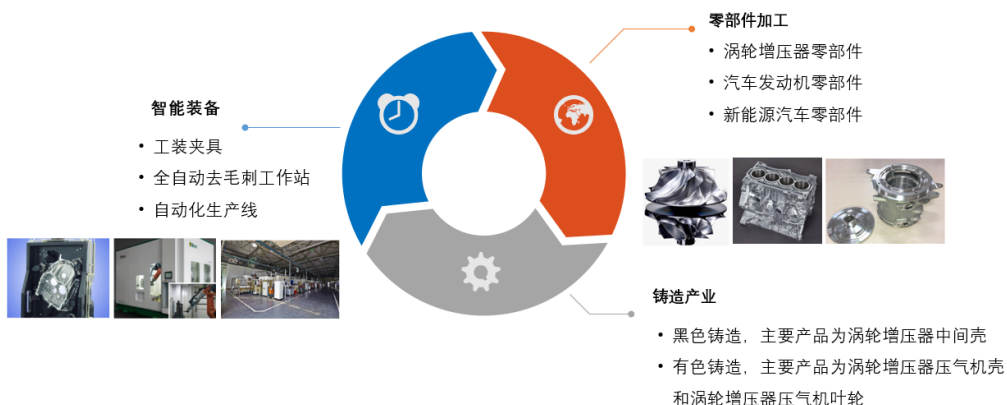 零部件加工
• 涡轮增压器零部件
• 汽车发动机零部件
• 新能源汽车零部件
智能装备
• 工装夹具
• 全自动去毛刺工作站
• 自动化生产线
铸造产业
• 黑色铸造，主要产品为涡轮增压器中间壳
• 有色铸造，主要产品为涡轮增压器压气机壳
和涡轮增压器压气机叶轮